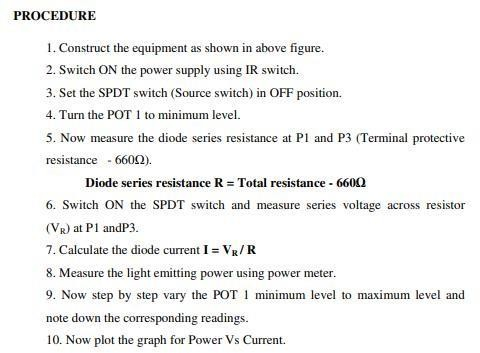 PROCEDURE
1. Construct the equipment as shown in above figure.
2. Switch ON the power supply using IR switch.
3. Set the SPDT switch (Source switch) in OFF position.
4. Turn the POT 1 to minimum level.
5. Now measure the diode series resistance at P1 and P3 (Terminal protective
resistance - 660Ω).
Diode series resistance R = Total resistance - 660Ω
6. Switch ON the SPDT switch and measure series voltage across resistor
(VR) at P1 andP3.
7. Calculate the diode current I = VR / R
8. Measure the light emitting power using power meter.
9. Now step by step vary the POT 1 minimum level to maximum level and
note down the corresponding readings.
10. Now plot the graph for Power Vs Current.